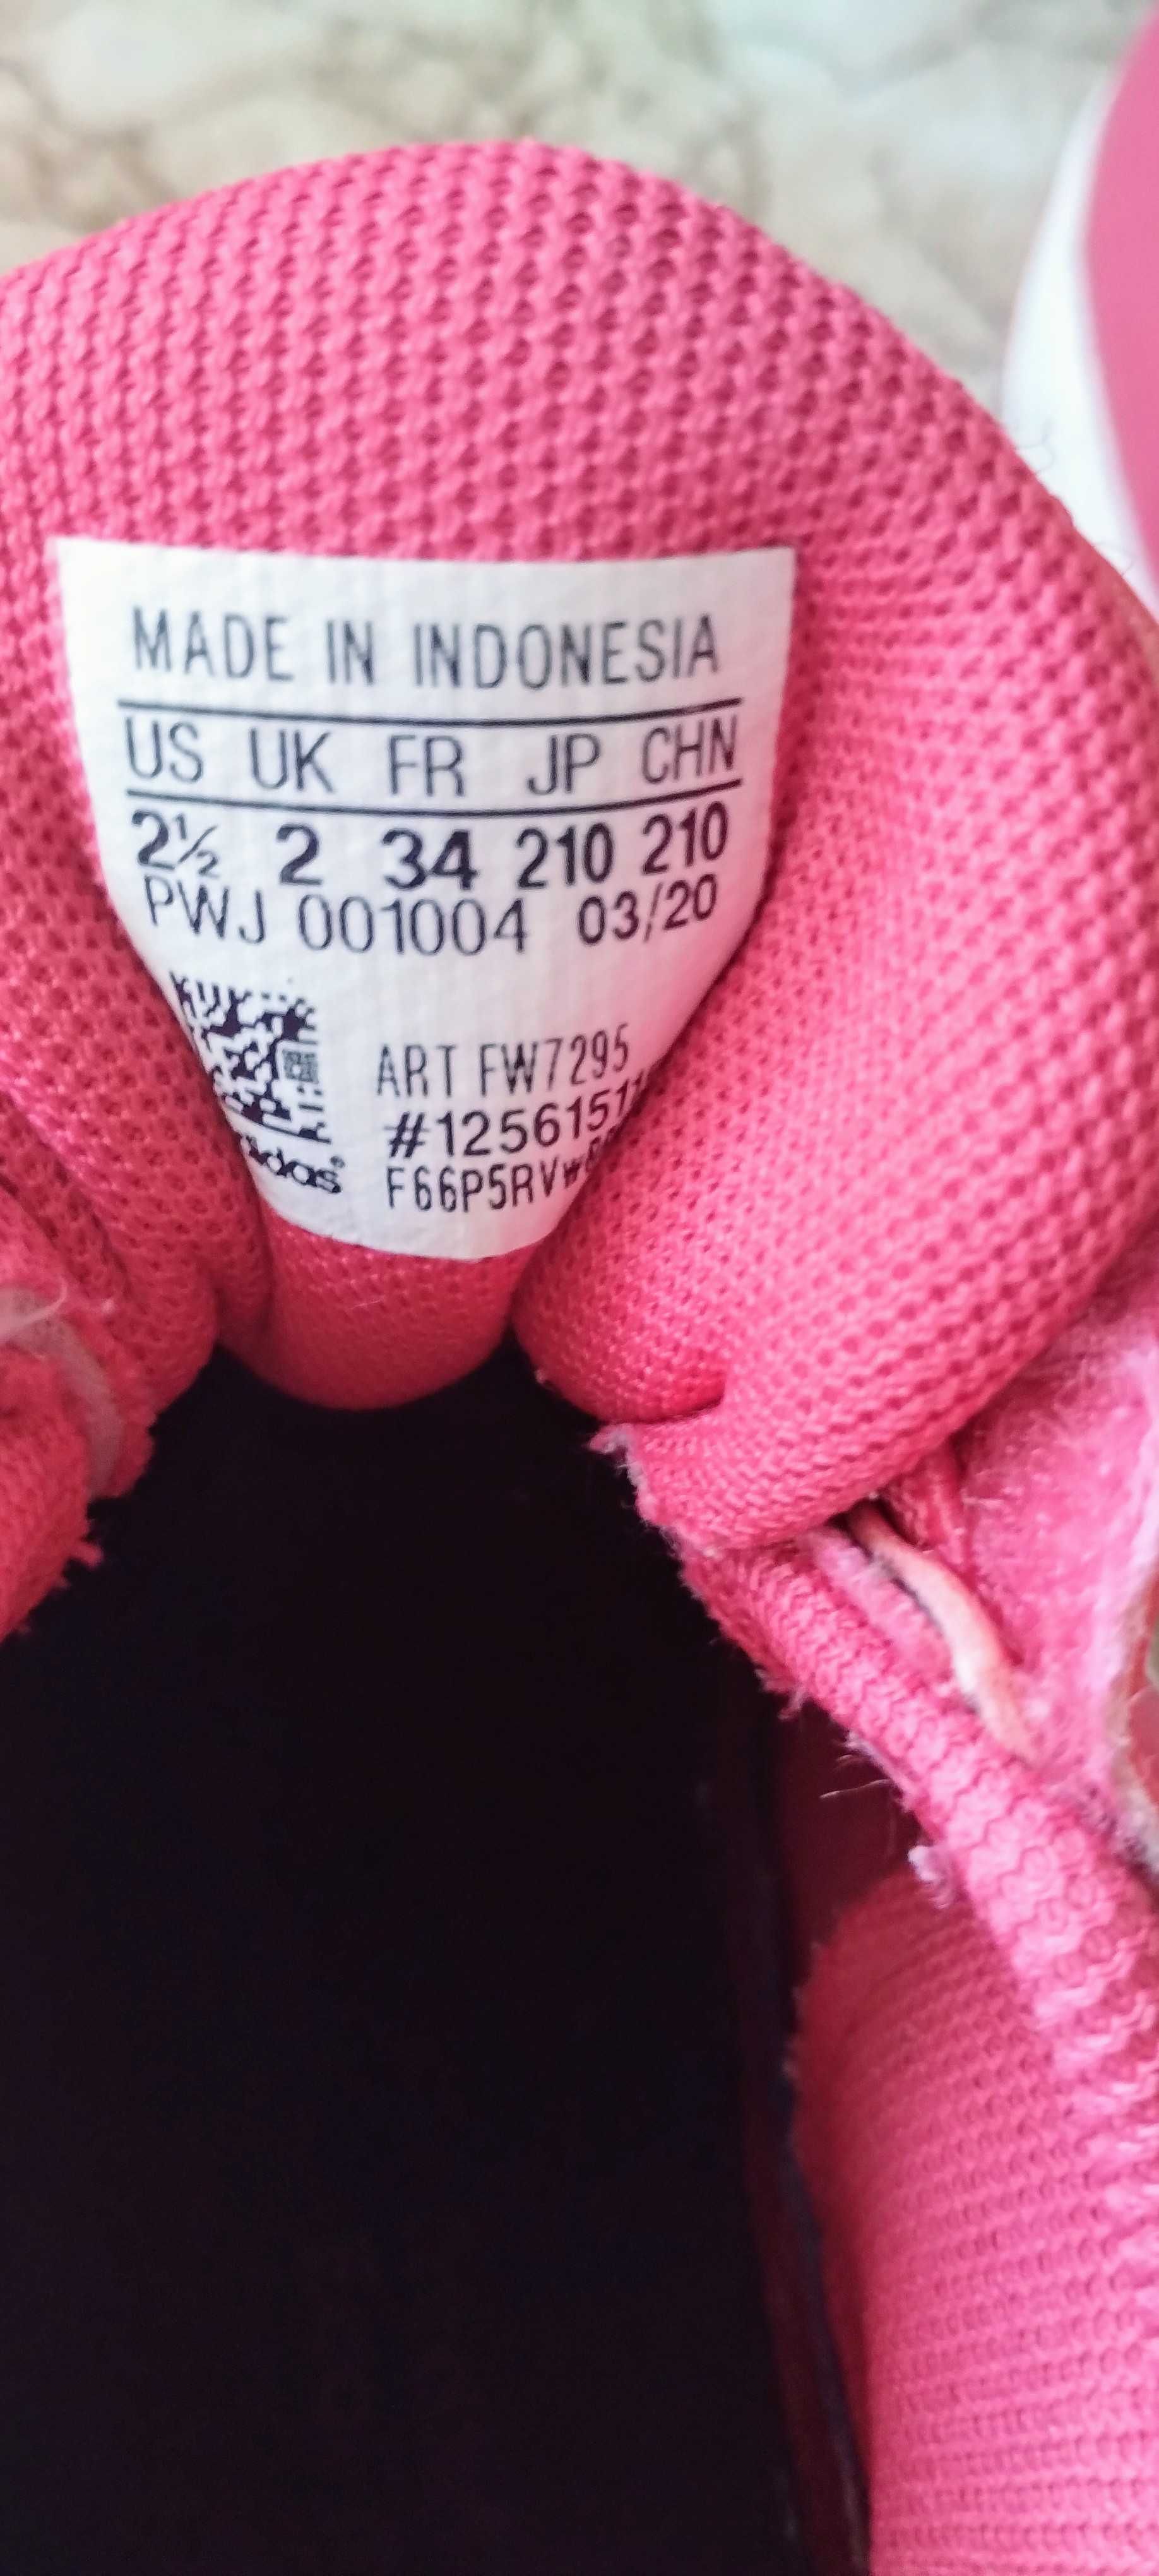 MADE IN INDONESIA
US UK FR JP CHN
2½ 2 34 210 210
PWJ 001004 03/20
ART FW7295
adidas®